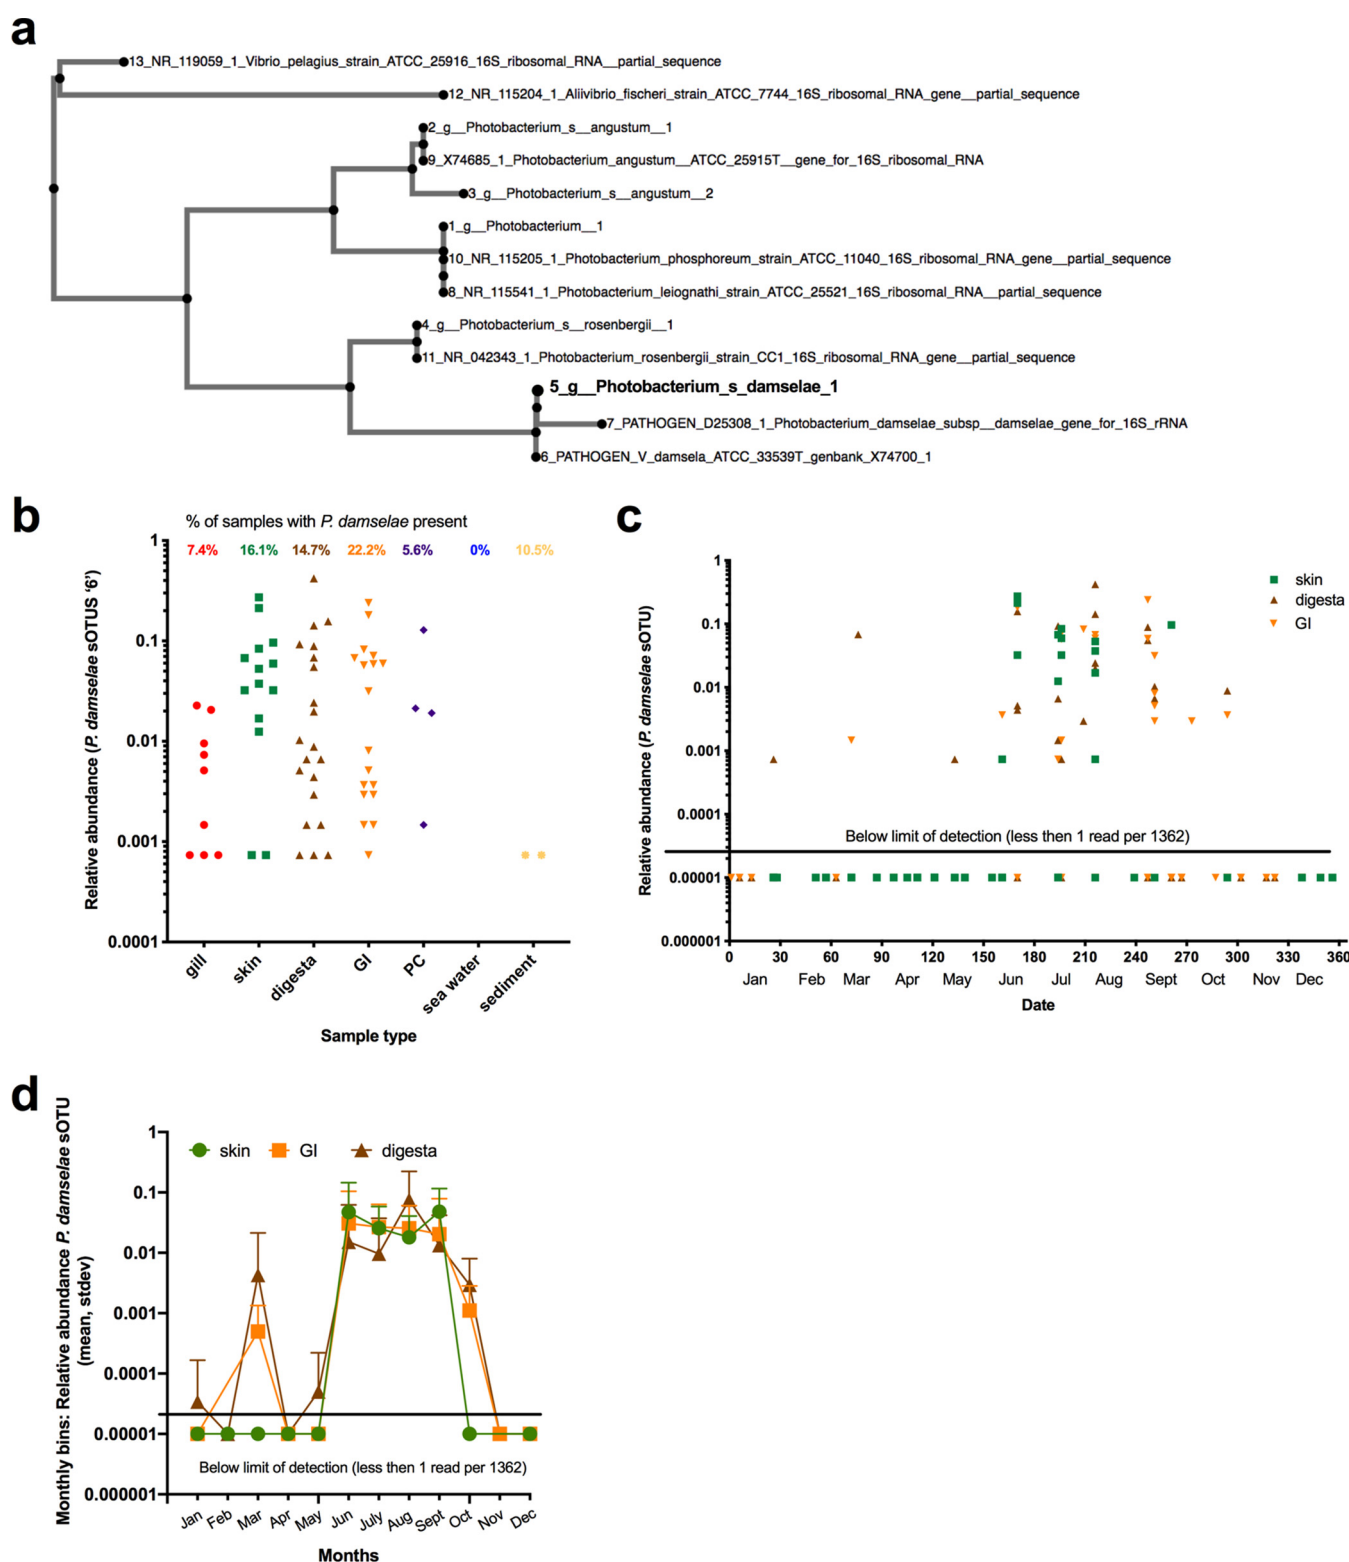 a
13_NR_119059_1_Vibrio_pelagius_strain_ATCC_25916_16S_ribosomal_RNA__partial_sequence
12_NR_115204_1_Aliivibrio_fischeri_strain_ATCC_7744_16S_ribosomal_RNA_gene__partial_sequence
2_g__Photobacterium_s__angustum__1
9_X74685_1_Photobacterium_angustum__ATCC_25915T__gene_for_16S_ribosomal_RNA
3_g__Photobacterium_s__angustum__2
1_g__Photobacterium__1
10_NR_115205_1_Photobacterium_phosphoreum_strain_ATCC_11040_16S_ribosomal_RNA_gene__partial_sequence
8_NR_115541_1_Photobacterium_leiognathi_strain_ATCC_25521_16S_ribosomal_RNA__partial_sequence
4_g__Photobacterium_s__rosenbergii__1
11_NR_042343_1_Photobacterium_rosenbergii_strain_CC1_16S_ribosomal_RNA_gene__partial_sequence
5_g__Photobacterium_s_damselae_1
7_PATHOGEN_D25308_1_Photobacterium_damselae_subsp__damselae_gene_for_16S_rRNA
6_PATHOGEN_V_damsela_ATCC_33539T_genbank_X74700_1
b
% of samples with P. damselae present
7.4% 16.1% 14.7% 22.2% 5.6% 0% 10.5%
Relative abundance (P. damselae sOTUS '6')
1
0.1
0.01
0.001
0.0001
gill skin digesta GI PC sea water sediment
Sample type
c
Relative abundance (P. damselae sOTU)
1
0.1
0.01
0.001
0.0001
0.00001
0.000001
skin
digesta
GI
Below limit of detection (less then 1 read per 1362)
0 30 60 90 120 150 180 210 240 270 300 330 360
Jan Feb Mar Apr May Jun Jul Aug Sept Oct Nov Dec
Date
d
Monthly bins: Relative abundance P. damselae sOTU
(mean, stdev)
1
0.1
0.01
0.001
0.0001
0.00001
0.000001
skin GI digesta
Below limit of detection (less then 1 read per 1362)
Jan Feb Mar Apr May Jun July Aug Sept Oct Nov Dec
Months